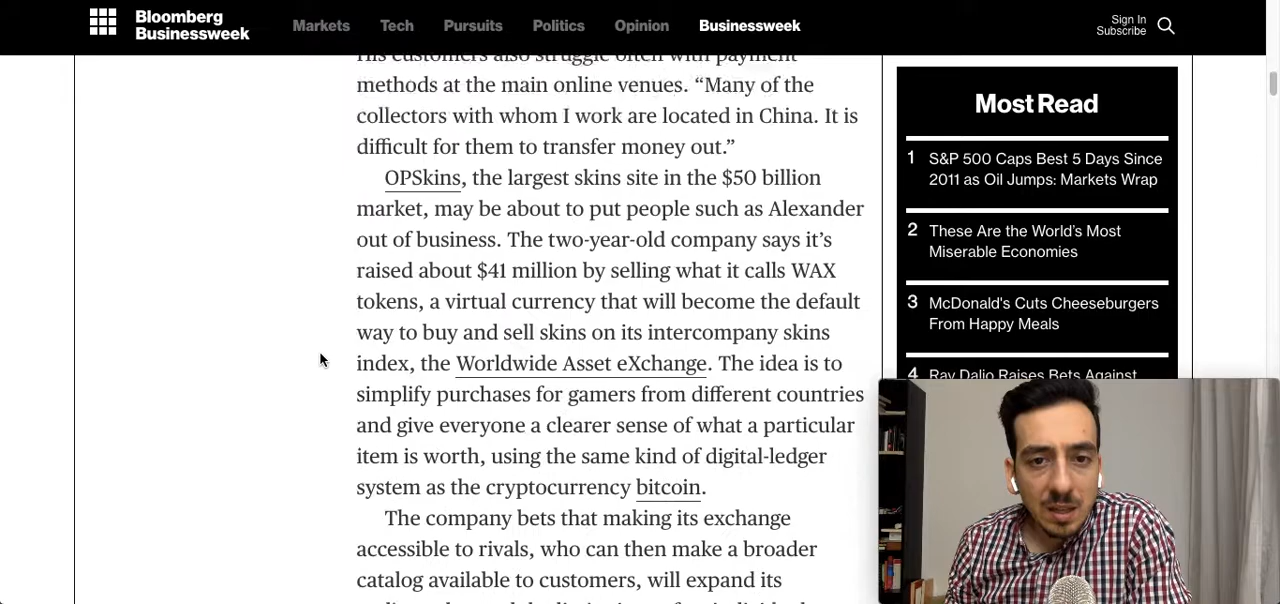 Bloomberg
Businessweek
Markets
Tech
Pursuits
Politics
Opinion
Businessweek
Sign In
Subscribe
His customers also struggle often with payment
methods at the main online venues. “Many of the
collectors with whom I work are located in China. It is
difficult for them to transfer money out.”
OPSkins, the largest skins site in the $50 billion
market, may be about to put people such as Alexander
out of business. The two-year-old company says it’s
raised about $41 million by selling what it calls WAX
tokens, a virtual currency that will become the default
way to buy and sell skins on its intercompany skins
index, the Worldwide Asset eXchange. The idea is to
simplify purchases for gamers from different countries
and give everyone a clearer sense of what a particular
item is worth, using the same kind of digital-ledger
system as the cryptocurrency bitcoin.
The company bets that making its exchange
accessible to rivals, who can then make a broader
catalog available to customers, will expand its
Most Read
1 S&P 500 Caps Best 5 Days Since
2011 as Oil Jumps: Markets Wrap
2 These Are the World’s Most
Miserable Economies
3 McDonald's Cuts Cheeseburgers
From Happy Meals
4 Ray Dalio Raises Bets Against